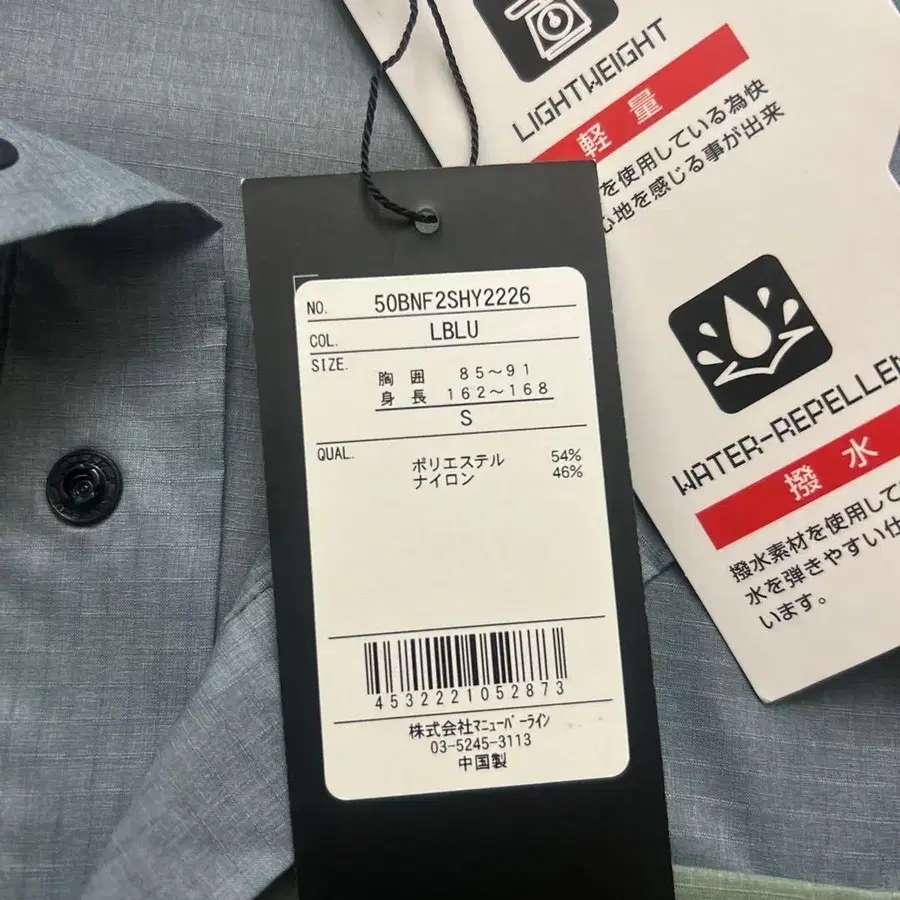 NO. 50BNF2SHY2226
COL. LBLU
SIZE.
胸囲 85～91
身長 162～168
S
QUAL.
ポリエステル 54%
ナイロン 46%
4532221052873
株式会社ﾏﾆｭｰﾊﾞｰﾗｲﾝ
03-5245-3113
中国製
LIGHTWEIGHT
軽量
を使用している為快
心地を感じる事が出来
WATER-REPELLEN
撥水
撥水素材を使用して
水を弾きやすい仕
います。